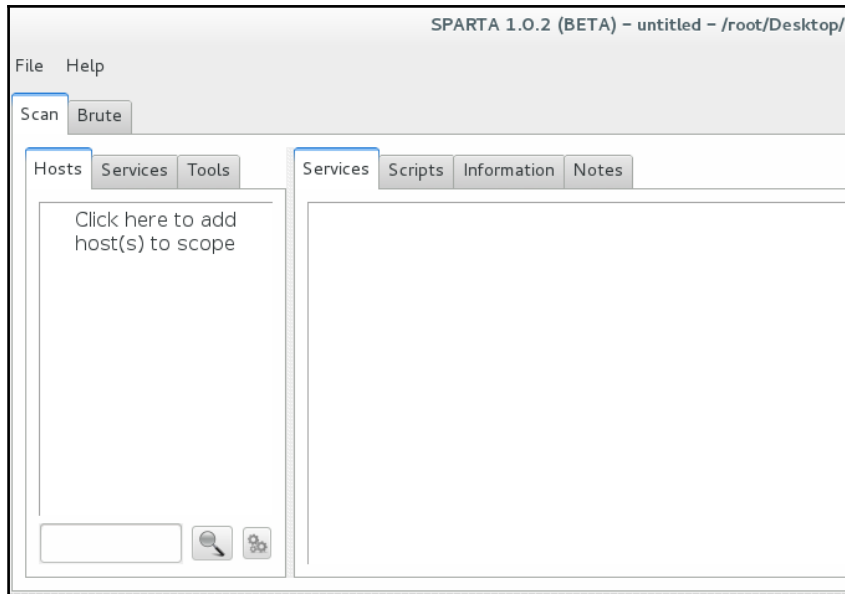 SPARTA 1.0.2 (BETA) – untitled – /root/Desktop/
File Help
Scan Brute
Hosts Services Tools
Services Scripts Information Notes
Click here to add
host(s) to scope